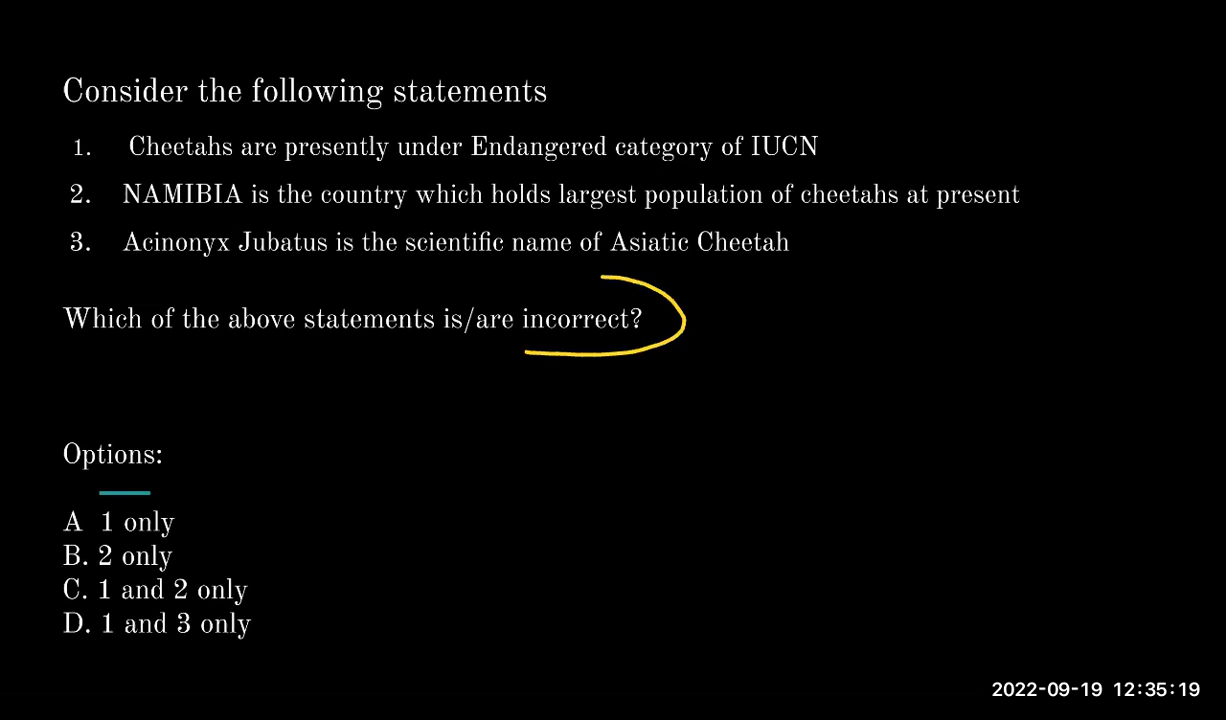 Consider the following statements
1. Cheetahs are presently under Endangered category of IUCN
2. NAMIBIA is the country which holds largest population of cheetahs at present
3. Acinonyx Jubatus is the scientific name of Asiatic Cheetah
Which of the above statements is/are incorrect?
Options:
A 1 only
B. 2 only
C. 1 and 2 only
D. 1 and 3 only
2022-09-19 12:35:19